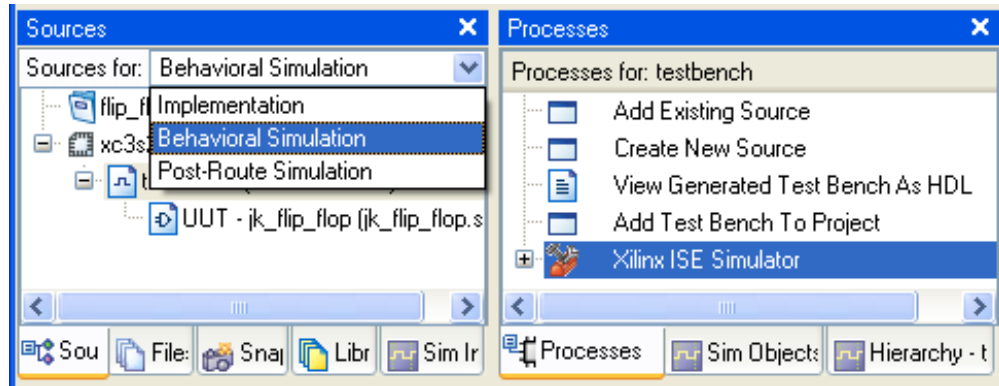 Sources
Sources for: Behavioral Simulation
flip_fl
Implementation
Behavioral Simulation
xc3s
Post-Route Simulation
UUT - jk_flip_flop (jk_flip_flop.s
Sou
File:
Snap
Libr
Sim Ir
Processes
Processes for: testbench
Add Existing Source
Create New Source
View Generated Test Bench As HDL
Add Test Bench To Project
Xilinx ISE Simulator
Processes
Sim Objects
Hierarchy - t